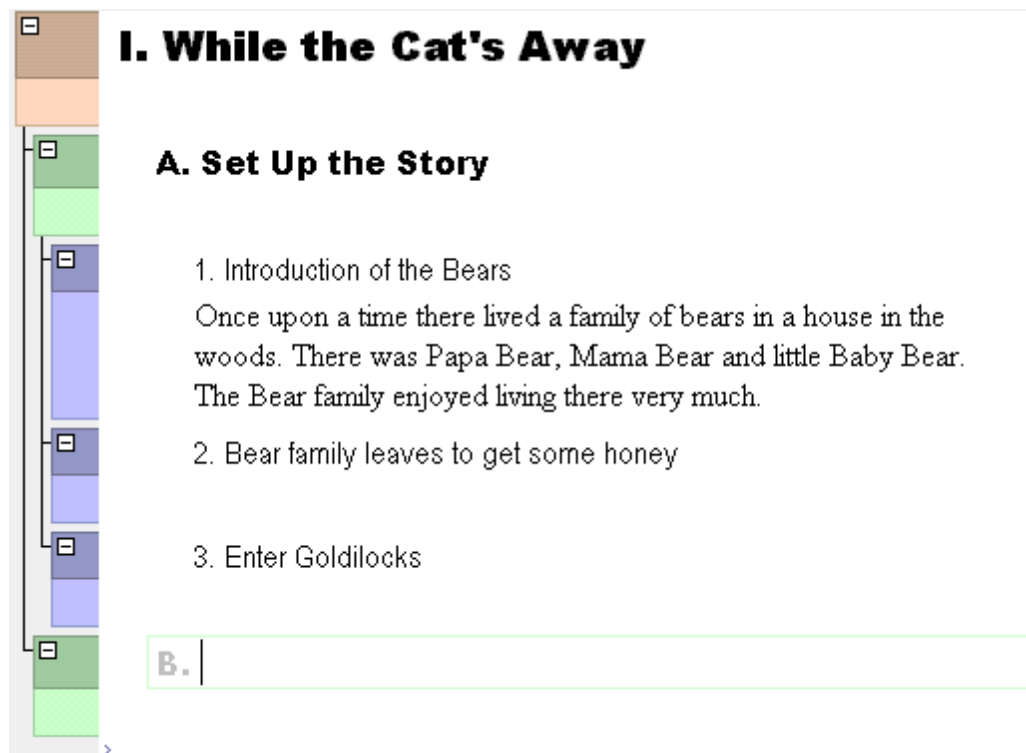 I. While the Cat's Away
A. Set Up the Story
1. Introduction of the Bears
Once upon a time there lived a family of bears in a house in the
woods. There was Papa Bear, Mama Bear and little Baby Bear.
The Bear family enjoyed living there very much.
2. Bear family leaves to get some honey
3. Enter Goldilocks
B.